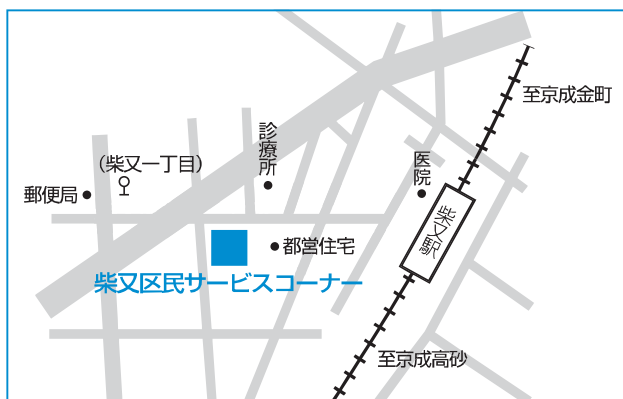 至京成金町
診療所
(柴又一丁目)
医院
郵便局
柴又駅
都営住宅
柴又区民サービスコーナー
至京成高砂